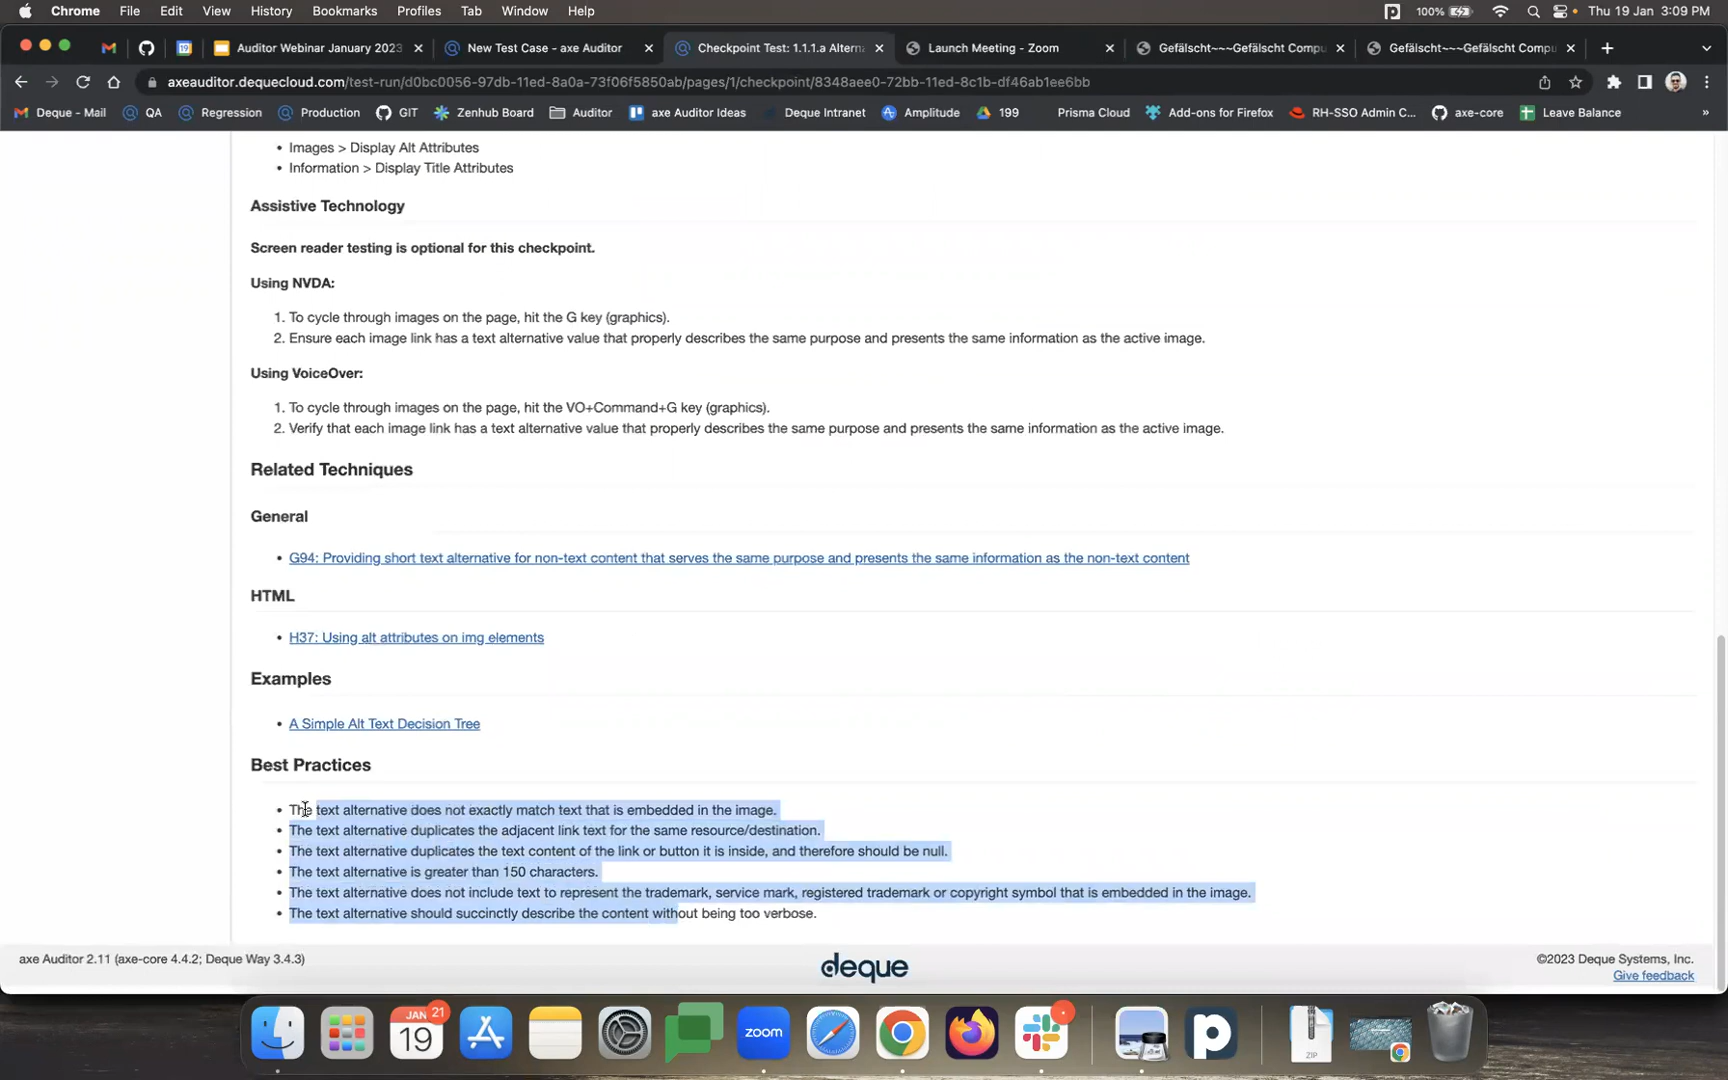 Chrome File Edit View History Bookmarks Profiles Tab Window Help 100% Thu 19 Jan 3:09 PM
Auditor Webinar January 2023 New Test Case - axe Auditor Checkpoint Test: 1.1.1.a Altern Launch Meeting - Zoom Gefälscht~~~Gefälscht Compu Gefälscht~~~Gefälscht Compu
axeauditor.dequecloud.com/test-run/d0bc0056-97db-11ed-8a0a-73f06f5850ab/pages/1/checkpoint/8348aee0-72bb-11ed-8c1b-df46ab1ee6bb
Deque - Mail QA Regression Production GIT Zenhub Board Auditor axe Auditor Ideas Deque Intranet Amplitude 199 Prisma Cloud Add-ons for Firefox RH-SSO Admin C... axe-core Leave Balance »
• Images > Display Alt Attributes
• Information > Display Title Attributes
Assistive Technology
Screen reader testing is optional for this checkpoint.
Using NVDA:
1. To cycle through images on the page, hit the G key (graphics).
2. Ensure each image link has a text alternative value that properly describes the same purpose and presents the same information as the active image.
Using VoiceOver:
1. To cycle through images on the page, hit the VO+Command+G key (graphics).
2. Verify that each image link has a text alternative value that properly describes the same purpose and presents the same information as the active image.
Related Techniques
General
• G94: Providing short text alternative for non-text content that serves the same purpose and presents the same information as the non-text content
HTML
• H37: Using alt attributes on img elements
Examples
• A Simple Alt Text Decision Tree
Best Practices
• The text alternative does not exactly match text that is embedded in the image.
• The text alternative duplicates the adjacent link text for the same resource/destination.
• The text alternative duplicates the text content of the link or button it is inside, and therefore should be null.
• The text alternative is greater than 150 characters.
• The text alternative does not include text to represent the trademark, service mark, registered trademark or copyright symbol that is embedded in the image.
• The text alternative should succinctly describe the content without being too verbose.
axe Auditor 2.11 (axe-core 4.4.2; Deque Way 3.4.3)
deque
©2023 Deque Systems, Inc.
Give feedback
JAN 21
19
zoom
ZIP